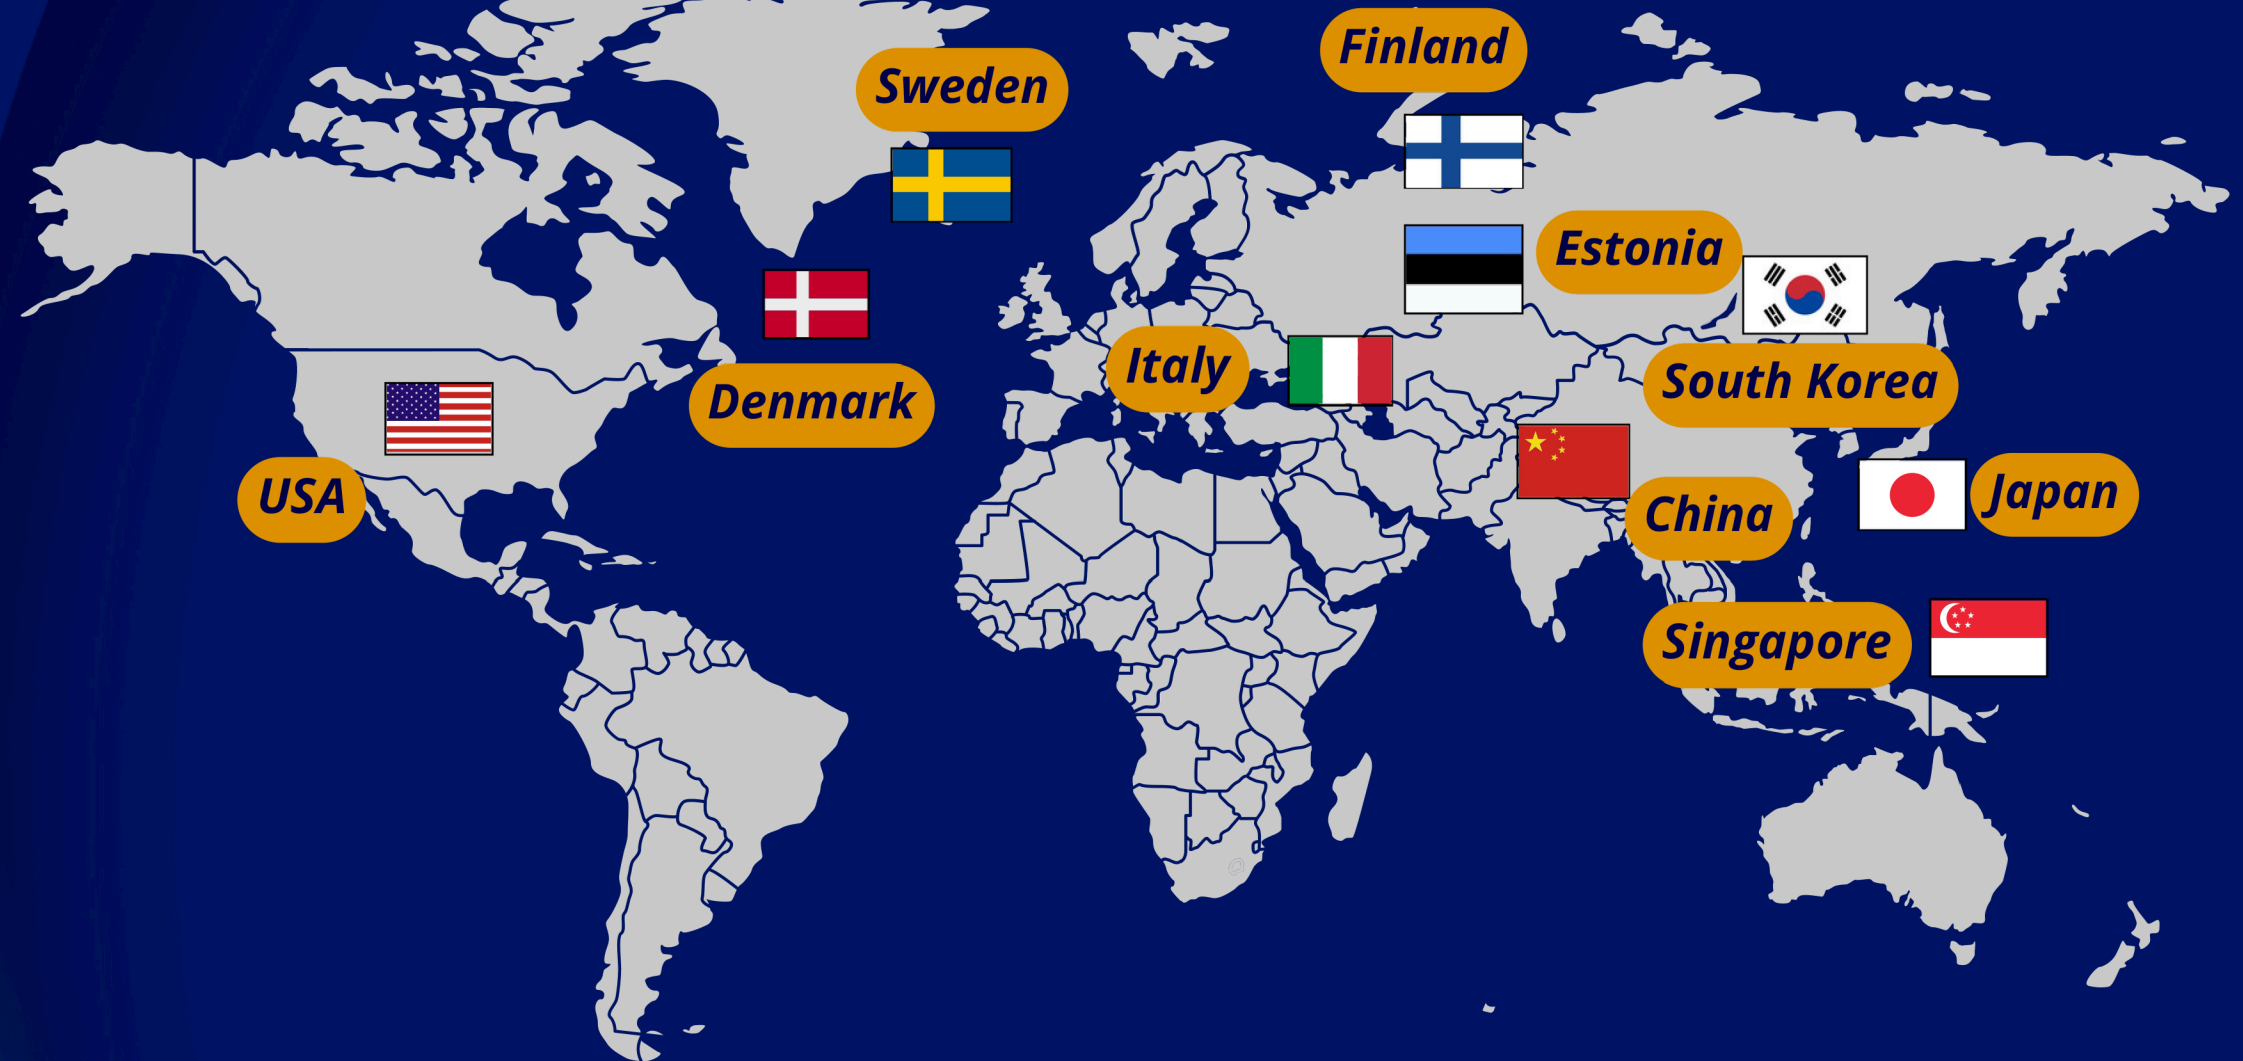 Finland
Sweden
Estonia
Italy
South Korea
Denmark
USA
Japan
China
Singapore